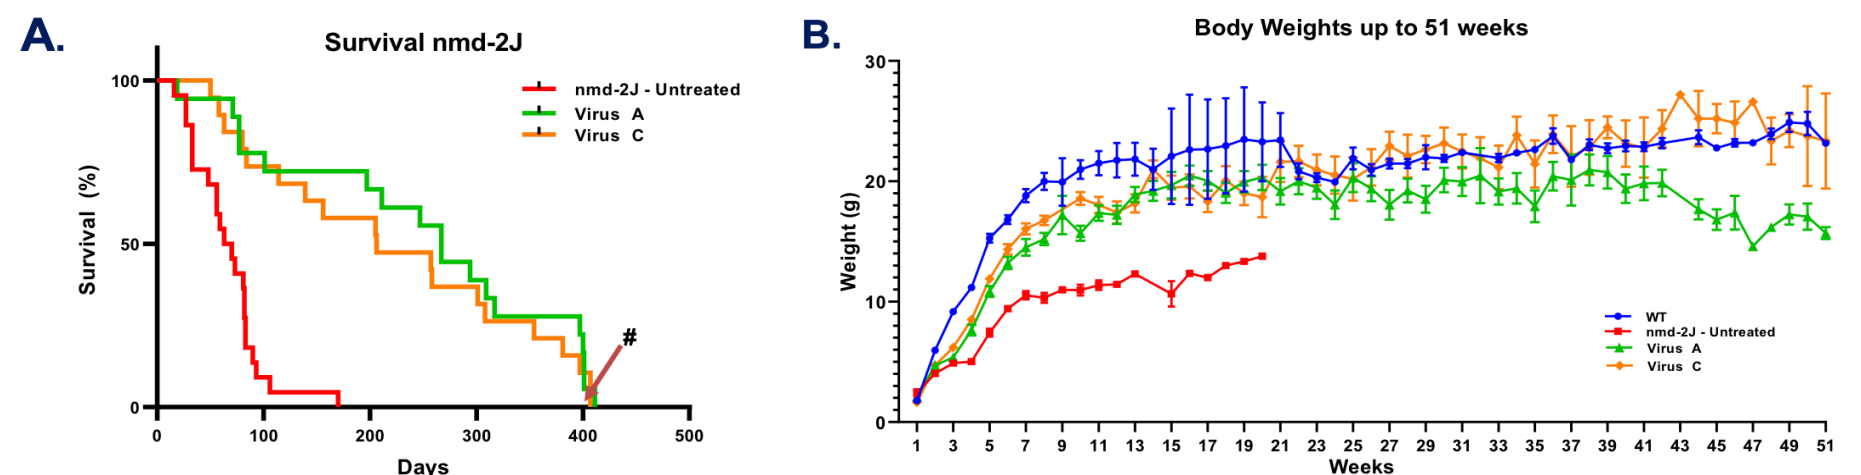 A.
Survival nmd-2J
nmd-2J - Untreated
Virus A
Virus C
Survival (%)
100
50
0
#
0 100 200 300 400 500
Days
B.
Body Weights up to 51 weeks
Weight (g)
30
20
10
0
WT
nmd-2J - Untreated
Virus A
Virus C
1 3 5 7 9 11 13 15 17 19 21 23 25 27 29 31 33 35 37 39 41 43 45 47 49 51
Weeks